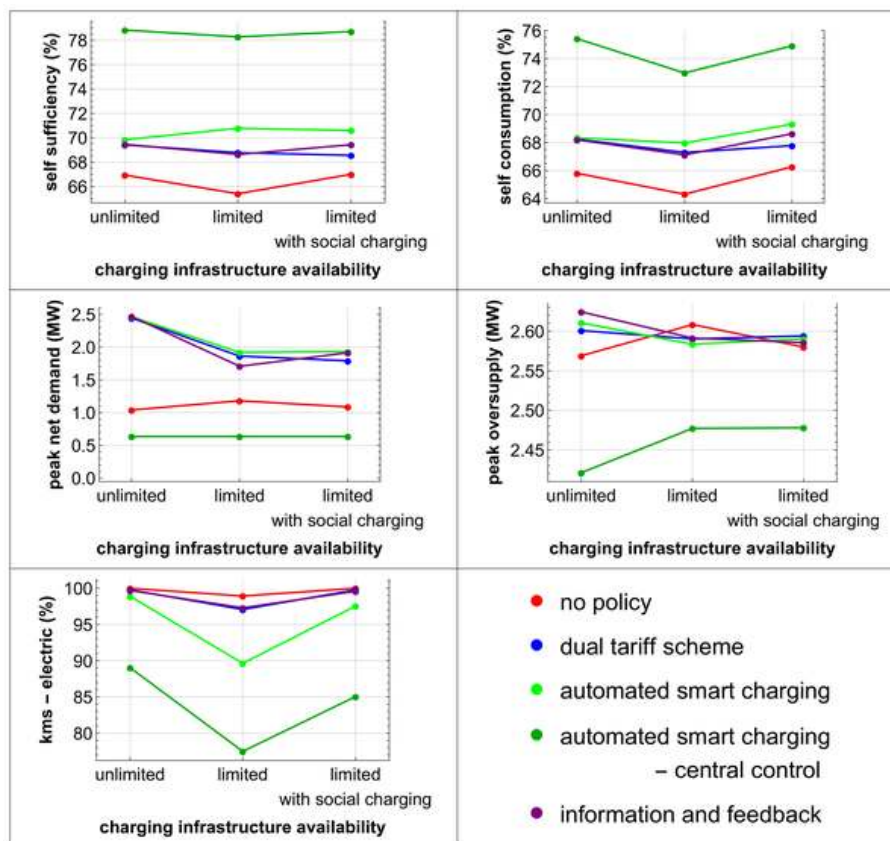 self sufficiency (%)
78
76
74
72
70
68
66
unlimited limited limited
with social charging
charging infrastructure availability
self consumption (%)
76
74
72
70
68
66
64
unlimited limited limited
with social charging
charging infrastructure availability
peak net demand (MW)
2.5
2.0
1.5
1.0
0.5
0.0
unlimited limited limited
with social charging
charging infrastructure availability
peak oversupply (MW)
2.60
2.55
2.50
2.45
unlimited limited limited
with social charging
charging infrastructure availability
kms – electric (%)
100
95
90
85
80
unlimited limited limited
with social charging
charging infrastructure availability
no policy
dual tariff scheme
automated smart charging
automated smart charging
– central control
information and feedback